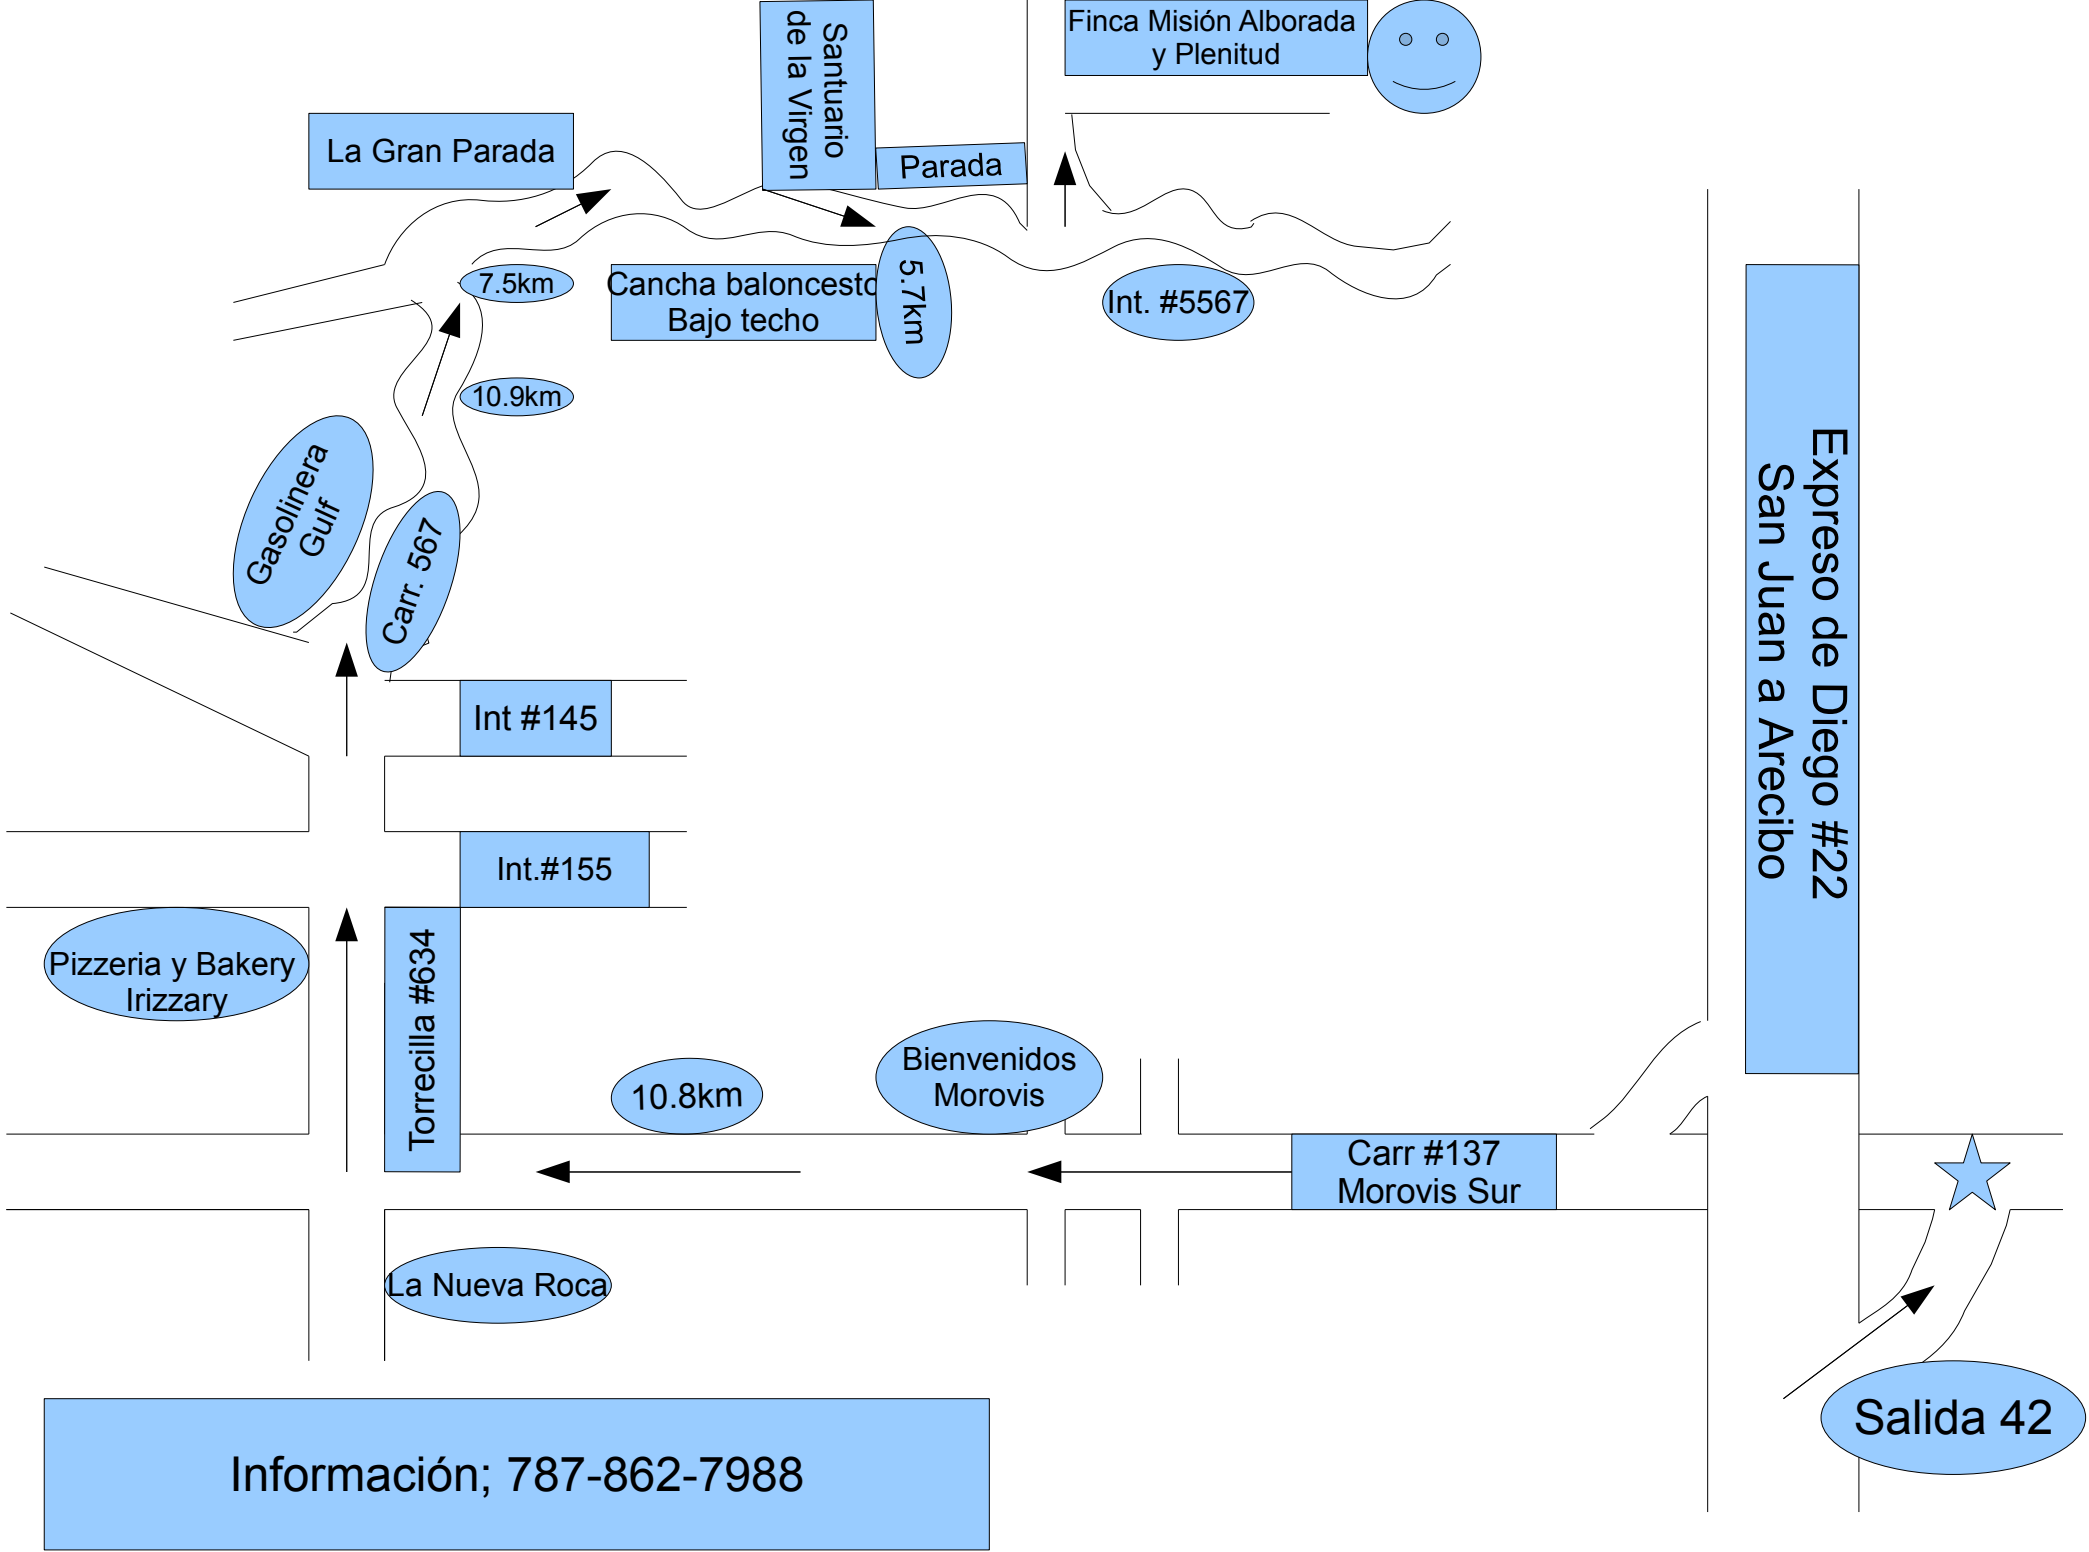 Santuario
de la Virgen
Finca Misión Alborada
y Plenitud
La Gran Parada
Parada
7.5km
Cancha baloncesto
Bajo techo
5.7km
Int. #5567
10.9km
Gasolinera
Gulf
Carr. 567
Expreso de Diego #22
San Juan a Arecibo
Int #145
Int.#155
Pizzeria y Bakery
Irizzary
Torrecilla #634
10.8km
Bienvenidos
Morovis
Carr #137
Morovis Sur
La Nueva Roca
Salida 42
Información; 787-862-7988